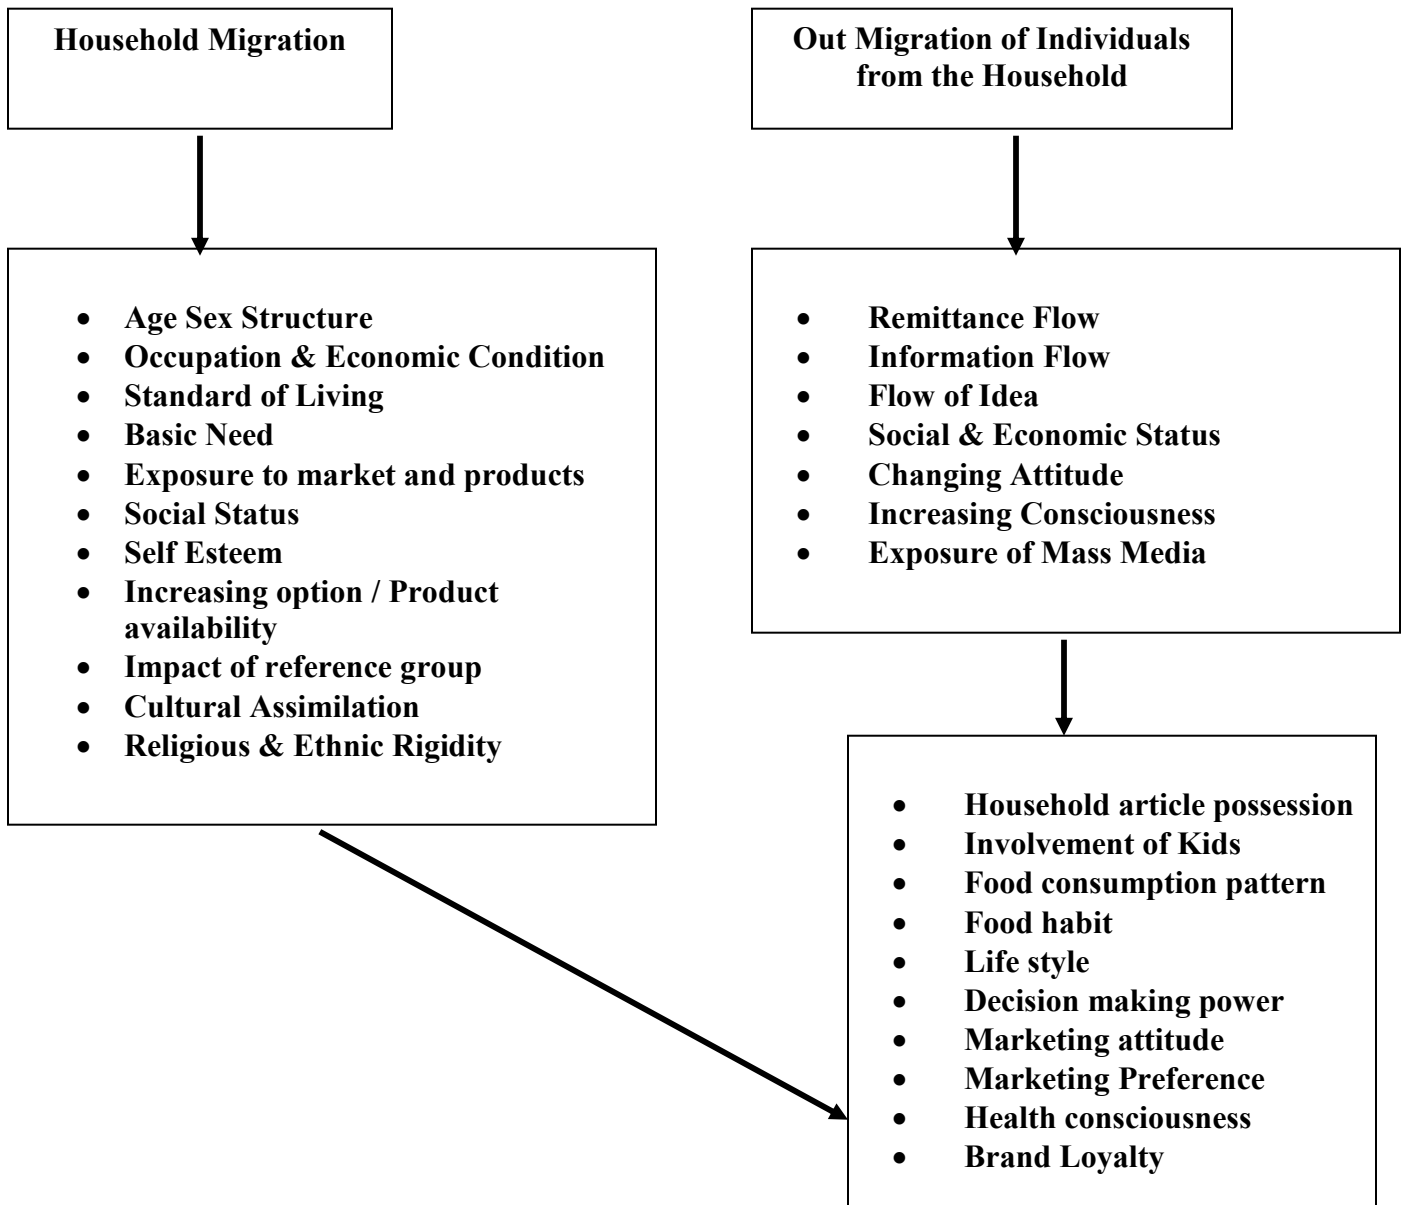 Household Migration
Out Migration of Individuals
from the Household
• Age Sex Structure
• Occupation & Economic Condition
• Standard of Living
• Basic Need
• Exposure to market and products
• Social Status
• Self Esteem
• Increasing option / Product
availability
• Impact of reference group
• Cultural Assimilation
• Religious & Ethnic Rigidity
• Remittance Flow
• Information Flow
• Flow of Idea
• Social & Economic Status
• Changing Attitude
• Increasing Consciousness
• Exposure of Mass Media
• Household article possession
• Involvement of Kids
• Food consumption pattern
• Food habit
• Life style
• Decision making power
• Marketing attitude
• Marketing Preference
• Health consciousness
• Brand Loyalty